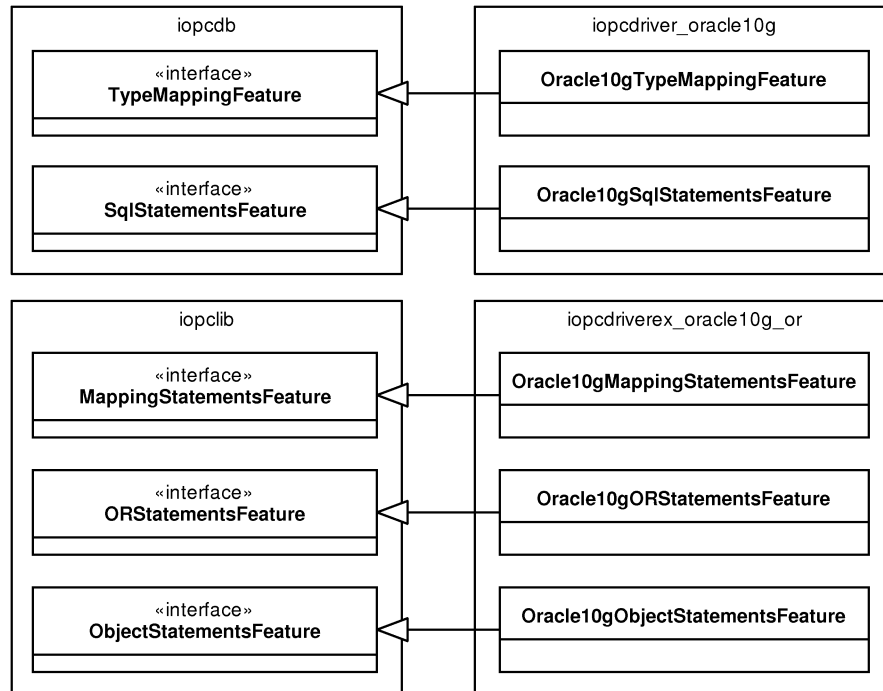 iopcdb
«interface»
TypeMappingFeature
«interface»
SqlStatementsFeature
iopcdriver_oracle10g
Oracle10gTypeMappingFeature
Oracle10gSqlStatementsFeature
iopclib
«interface»
MappingStatementsFeature
«interface»
ORStatementsFeature
«interface»
ObjectStatementsFeature
iopcdriverex_oracle10g_or
Oracle10gMappingStatementsFeature
Oracle10gORStatementsFeature
Oracle10gObjectStatementsFeature